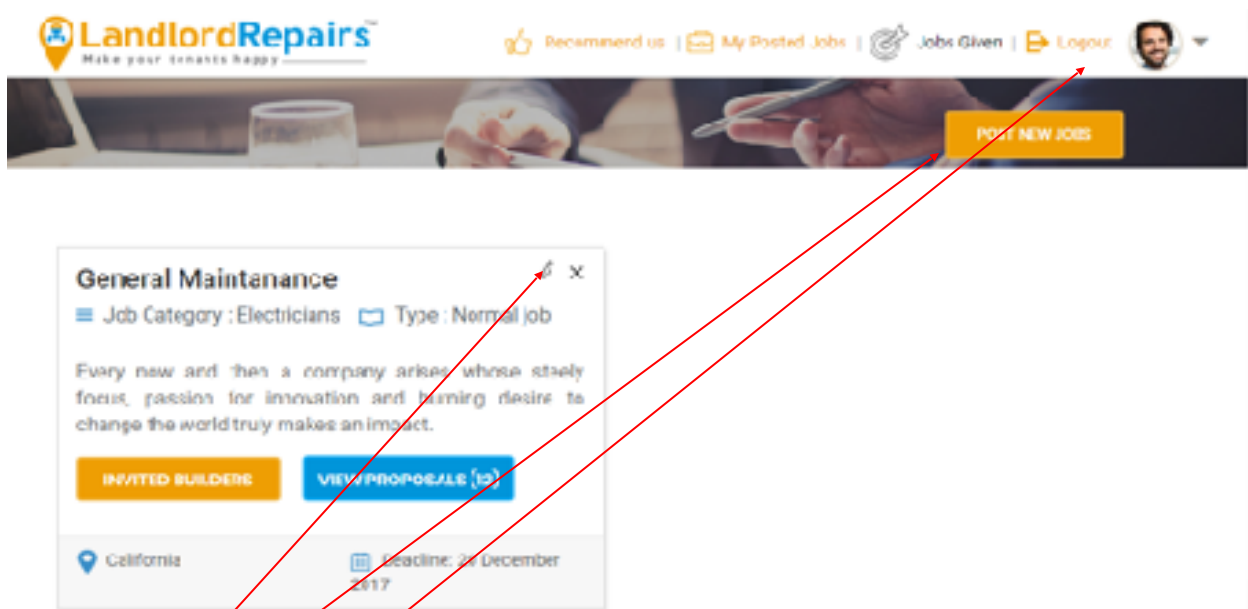 LandlordRepairs™
Make your tenants happy
Recommend us | My Posted Jobs | Jobs Given | Logout
POST NEW JOBS
General Maintanance
Job Category : Electricians Type : Normal job
Every now and then a company arises whose steely
focus, passion for innovation and burning desire to
change the world truly makes an impact.
INVITED BUILDERS VIEW PROPOSALS
California Deadline: December
2017